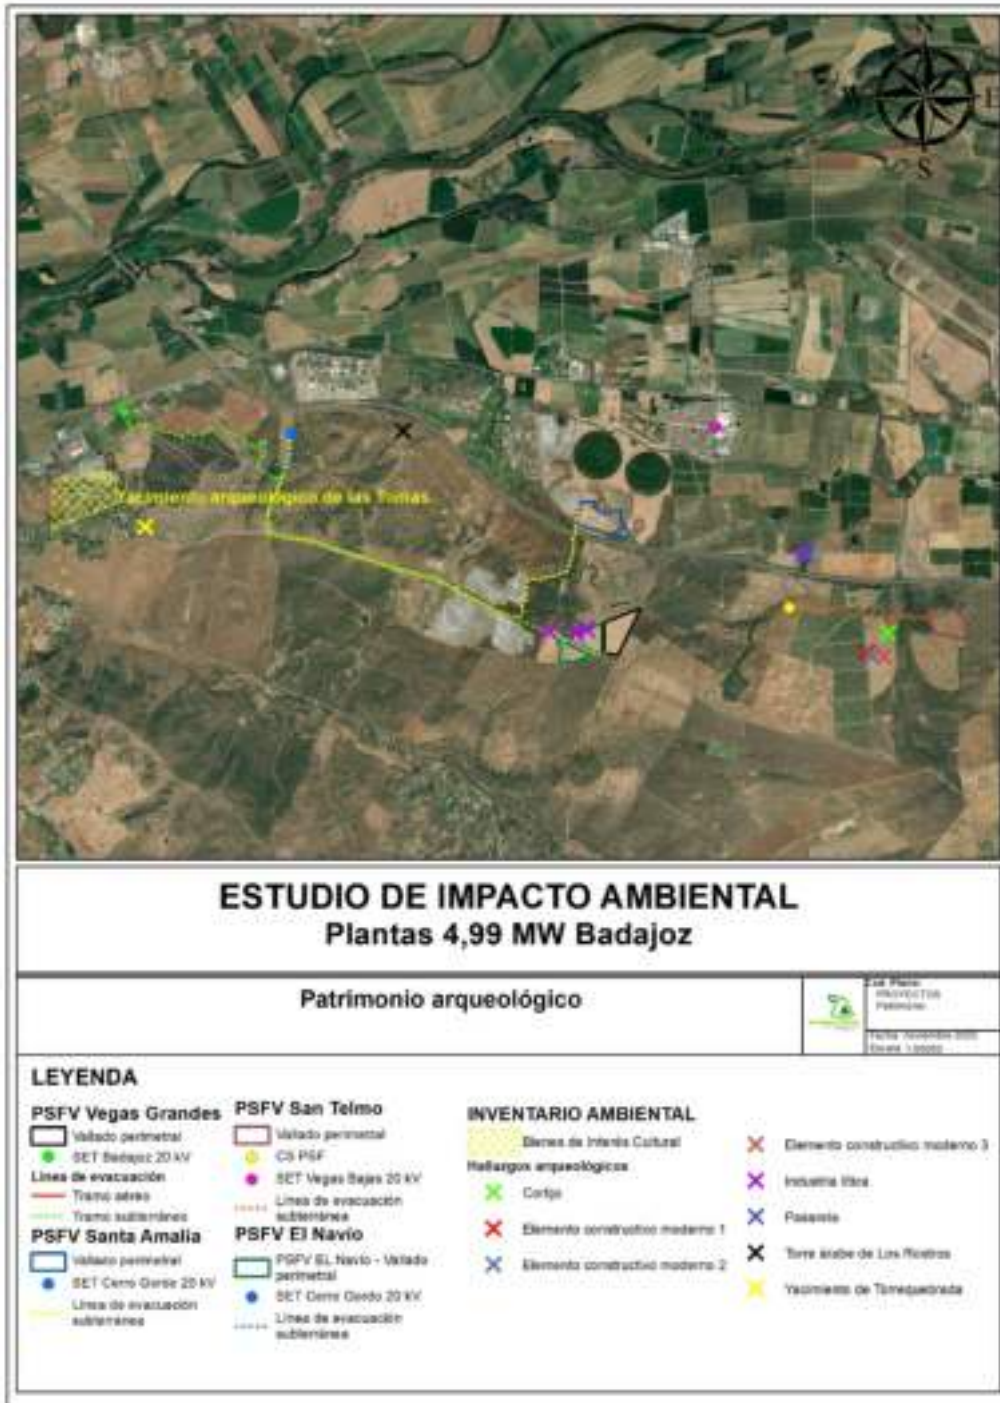 W
E
S
Yacimiento arqueológico de las Tomas
ESTUDIO DE IMPACTO AMBIENTAL
Plantas 4,99 MW Badajoz
Patrimonio arqueológico
LEYENDA
PSFV Vegas Grandes
Vallado perimetral
SET Badajoz 20 kV
Línea de evacuación
Tramo aéreo
Tramo subterráneo
PSFV Santa Amalia
Vallado perimetral
SET Cerro Gordo 20 kV
Línea de evacuación
subterránea
PSFV San Telmo
Vallado perimetral
CS PSF
SET Vegas Bajas 20 kV
Línea de evacuación
subterránea
PSFV El Navío
PSFV EL Navío - Vallado
perimetral
SET Cerro Gordo 20 kV
Línea de evacuación
subterránea
INVENTARIO AMBIENTAL
Bienes de Interés Cultural
Hallazgos arqueológicos
Cortijo
Elemento constructivo moderno 1
Elemento constructivo moderno 2
Elemento constructivo moderno 3
Industria lítica
Pasarela
Torre árabe de Los Rostros
Yacimiento de Torrequebrada